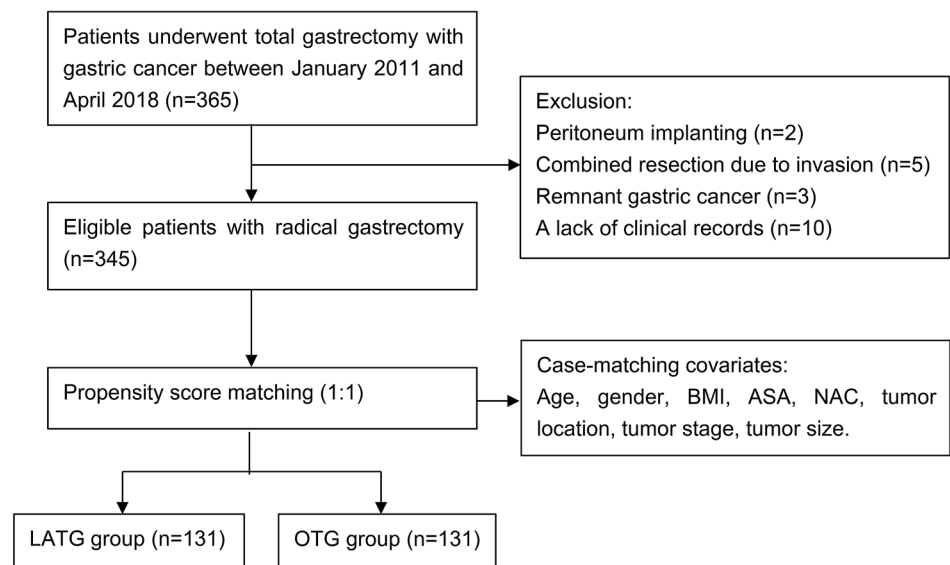 Patients underwent total gastrectomy with
gastric cancer between January 2011 and
April 2018 (n=365)
Exclusion:
Peritoneum implanting (n=2)
Combined resection due to invasion (n=5)
Remnant gastric cancer (n=3)
A lack of clinical records (n=10)
Eligible patients with radical gastrectomy
(n=345)
Propensity score matching (1:1)
Case-matching covariates:
Age, gender, BMI, ASA, NAC, tumor
location, tumor stage, tumor size.
LATG group (n=131)
OTG group (n=131)